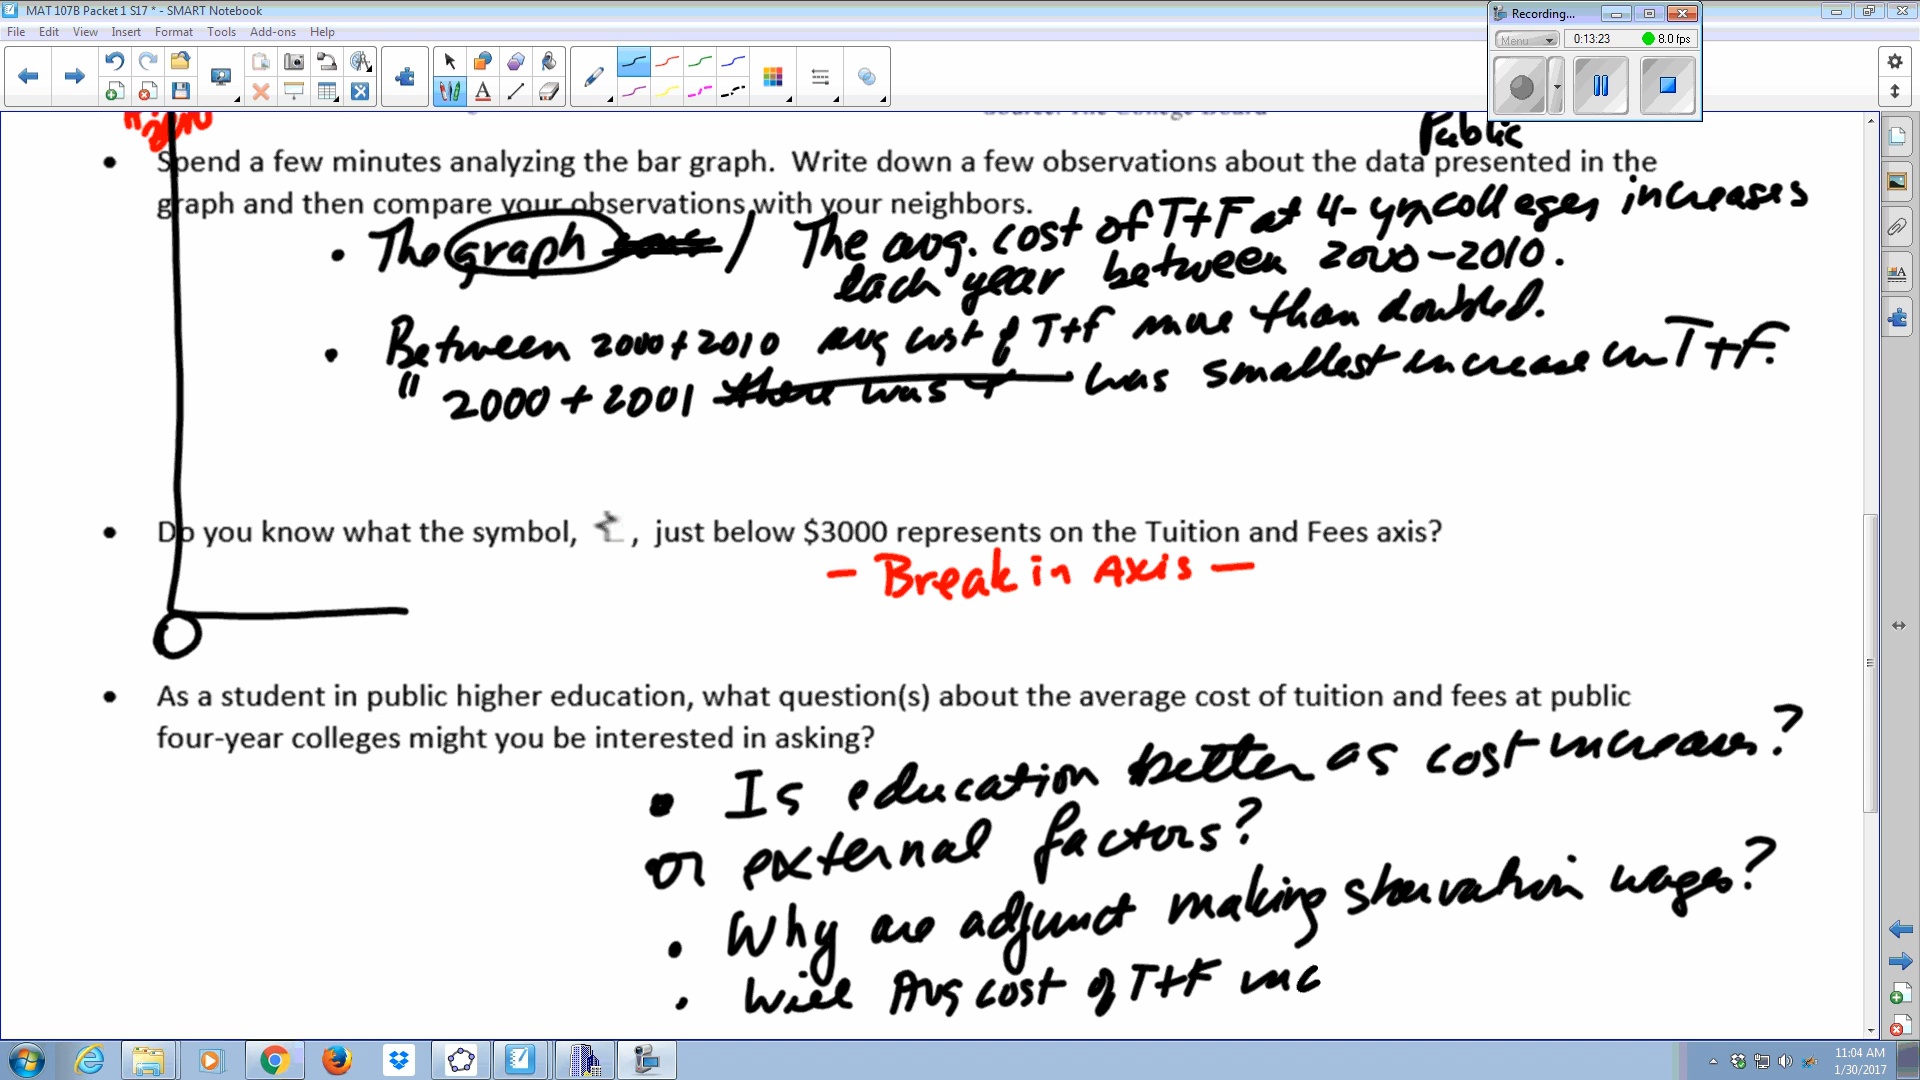 MAT 107B Packet 1 S17 * - SMART Notebook
File Edit View Insert Format Tools Add-ons Help
Recording...
Menu
0:13:23
8.0 fps
Source: The College Board
Public
Spend a few minutes analyzing the bar graph. Write down a few observations about the data presented in the
graph and then compare your observations with your neighbors.
The graph / The avg. cost of T+F at 4-yr colleges increases
each year between 2000-2010.
Between 2000 + 2010 avg cost of T+F more than doubled.
" 2000 + 2001 there was was smallest increase in T+F.
Do you know what the symbol, , just below $3000 represents on the Tuition and Fees axis?
- Break in Axis -
As a student in public higher education, what question(s) about the average cost of tuition and fees at public
four-year colleges might you be interested in asking?
Is education better as cost increases?
or external factors?
Why are adjunct making starvation wages?
Will Avg cost of T+F inc
11:04 AM
1/30/2017